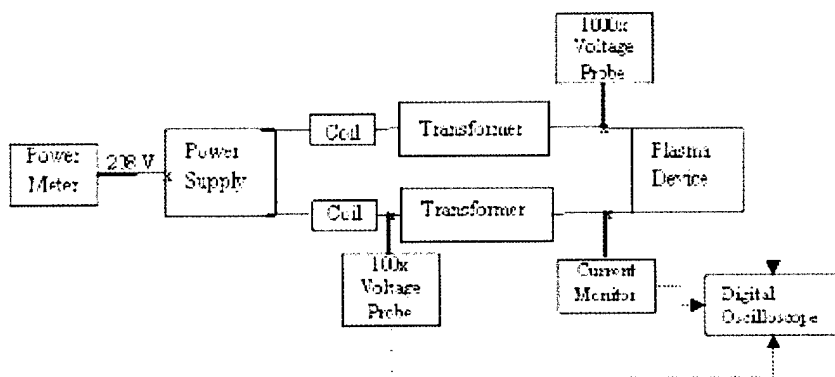 1000x
Voltage
Probe
Coil
Transformer
Power
Meter
208 V
Power
Supply
Plasma
Device
Coil
Transformer
100x
Voltage
Probe
Current
Monitor
Digital
Oscilloscope